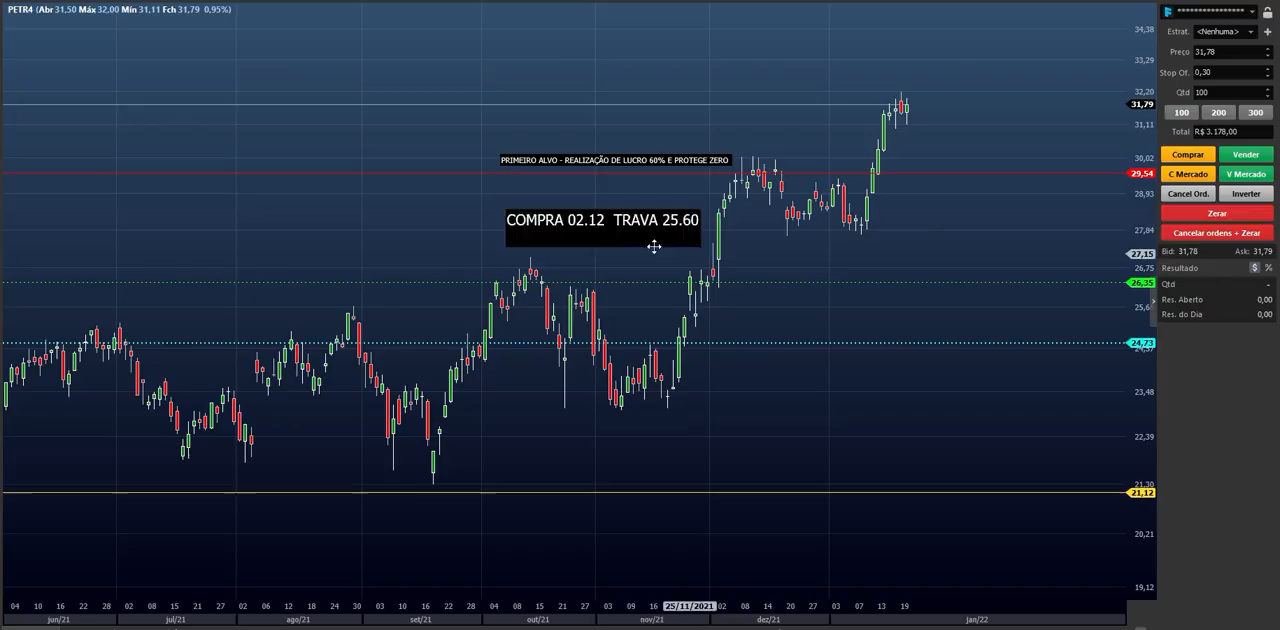 PETR4 (Abr 31,50 Máx 32,00 Mín 31,11 Fch 31,79 0,95%)
PRIMEIRO ALVO - REALIZAÇÃO DE LUCRO 60% E PROTEGE ZERO
COMPRA 02.12 TRAVA 25.60
34,38
33,29
32,20
31,79
31,11
30,02
29,54
28,93
27,84
27,15
26,75
26,35
24,73
23,48
22,39
21,30
21,12
20,21
19,12
04 10 16 22 28 02 08 15 21 27 02 06 12 18 24 30 03 10 16 22 28 04 08 15 21 27 03 09 16 25/11/2021 02 08 14 20 27 03 07 13 19
jun/21 jul/21 ago/21 set/21 out/21 nov/21 dez/21 jan/22
***************
Estrat. <Nenhuma>
Preço 31,78
Stop Of. 0,30
Qtd 100
100 200 300
Total R$ 3.178,00
Comprar Vender
C Mercado V Mercado
Cancel Ord. Inverter
Zerar
Cancelar ordens + Zerar
Bid: 31,78 Ask: 31,79
Resultado $ %
Qtd -
Res. Aberto 0,00
Res. do Dia 0,00